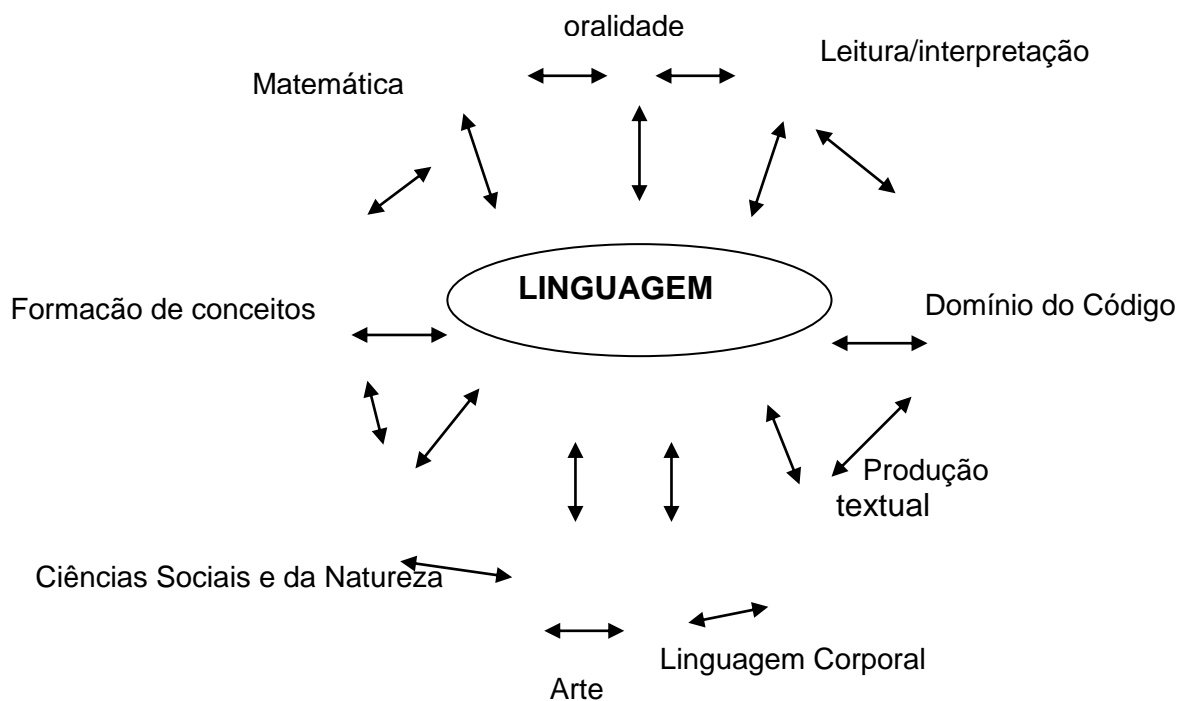 oralidade
Leitura/interpretação
Matemática
LINGUAGEM
Formacão de conceitos
Domínio do Código
Produção
textual
Ciências Sociais e da Natureza
Linguagem Corporal
Arte